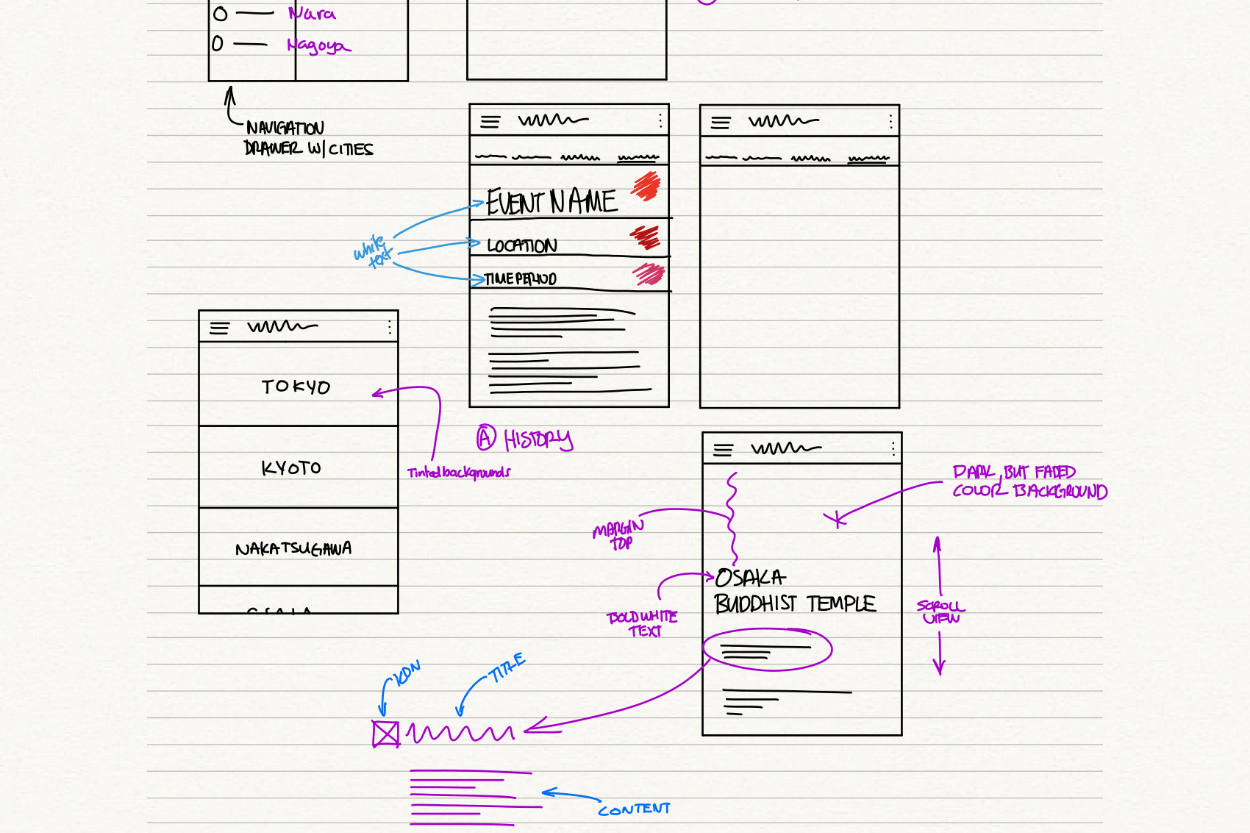 Nara
Nagoya
NAVIGATION
DRAWER W/ CITIES
EVENT NAME
LOCATION
TIME PERIOD
White
text
A HISTORY
TOKYO
KYOTO
NAKATSUGAWA
Tinted backgrounds
DARK, BUT FADED
COLOR BACKGROUND
MARGIN
TOP
OSAKA
BUDDHIST TEMPLE
BOLD WHITE
TEXT
SCROLL
VIEW
ICON
TITLE
CONTENT